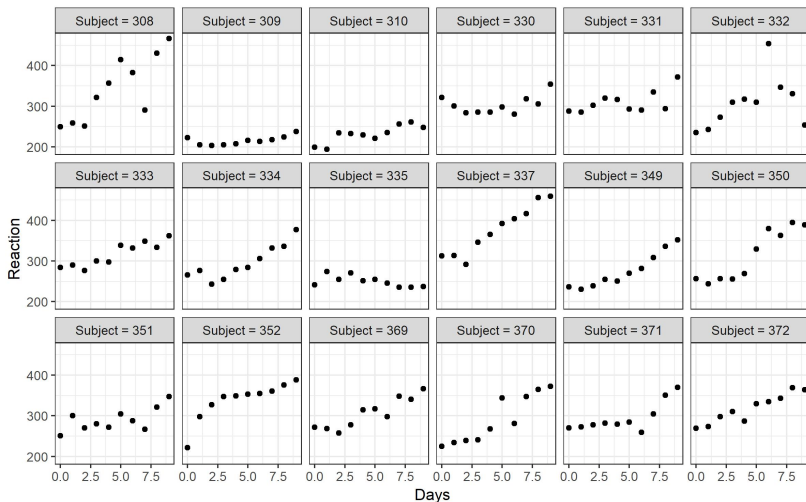 Subject = 308 Subject = 309 Subject = 310 Subject = 330 Subject = 331 Subject = 332
400
300
200
Subject = 333 Subject = 334 Subject = 335 Subject = 337 Subject = 349 Subject = 350
Reaction
400
300
200
Subject = 351 Subject = 352 Subject = 369 Subject = 370 Subject = 371 Subject = 372
400
300
200
0.0 2.5 5.0 7.5 0.0 2.5 5.0 7.5 0.0 2.5 5.0 7.5 0.0 2.5 5.0 7.5 0.0 2.5 5.0 7.5 0.0 2.5 5.0 7.5
Days